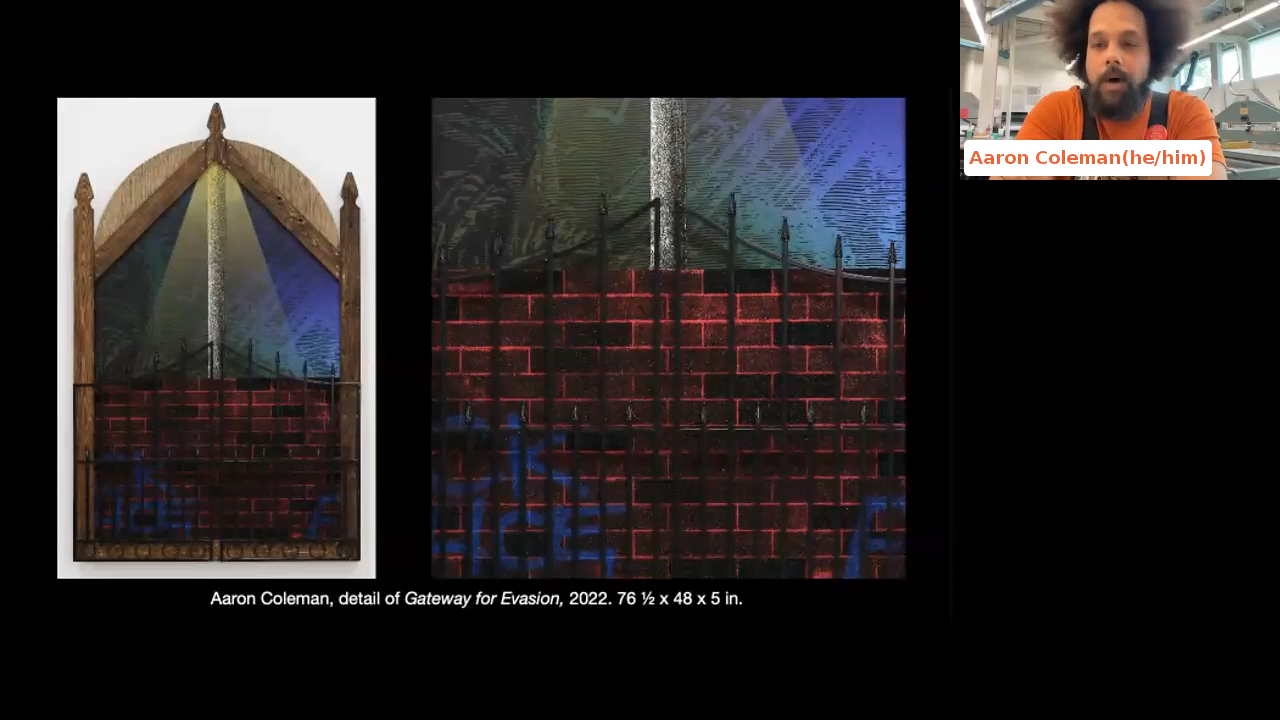 Aaron Coleman(he/him)
Aaron Coleman, detail of Gateway for Evasion, 2022. 76 ½ x 48 x 5 in.